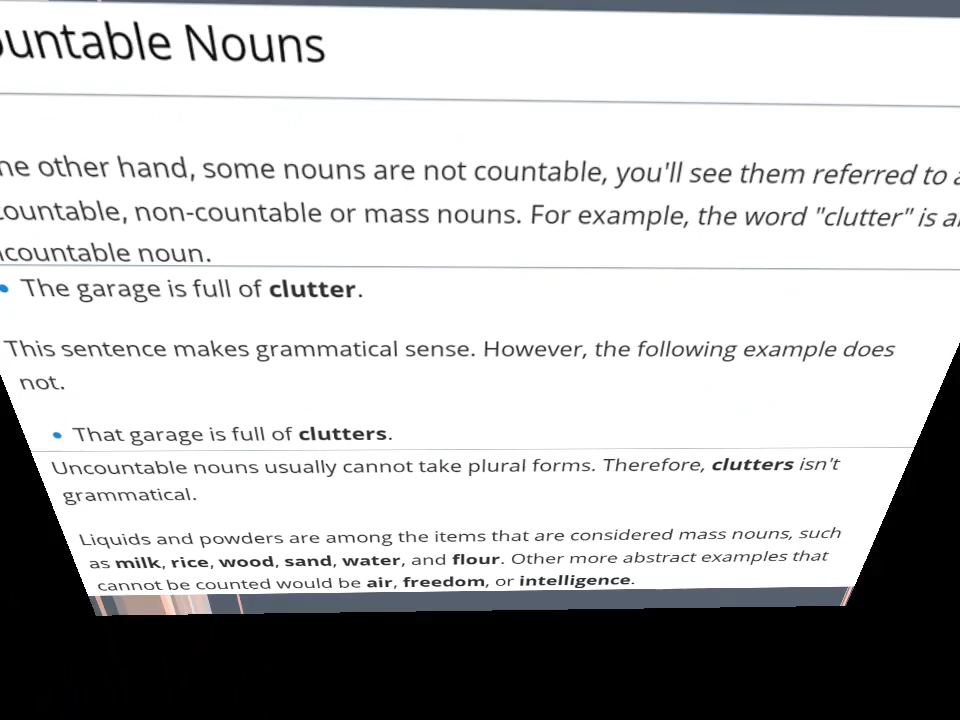 ountable Nouns
ne other hand, some nouns are not countable, you'll see them referred to a
countable, non-countable or mass nouns. For example, the word "clutter" is a
ncountable noun.
• The garage is full of clutter.
This sentence makes grammatical sense. However, the following example does
not.
• That garage is full of clutters.
Uncountable nouns usually cannot take plural forms. Therefore, clutters isn't
grammatical.
Liquids and powders are among the items that are considered mass nouns, such
as milk, rice, wood, sand, water, and flour. Other more abstract examples that
cannot be counted would be air, freedom, or intelligence.